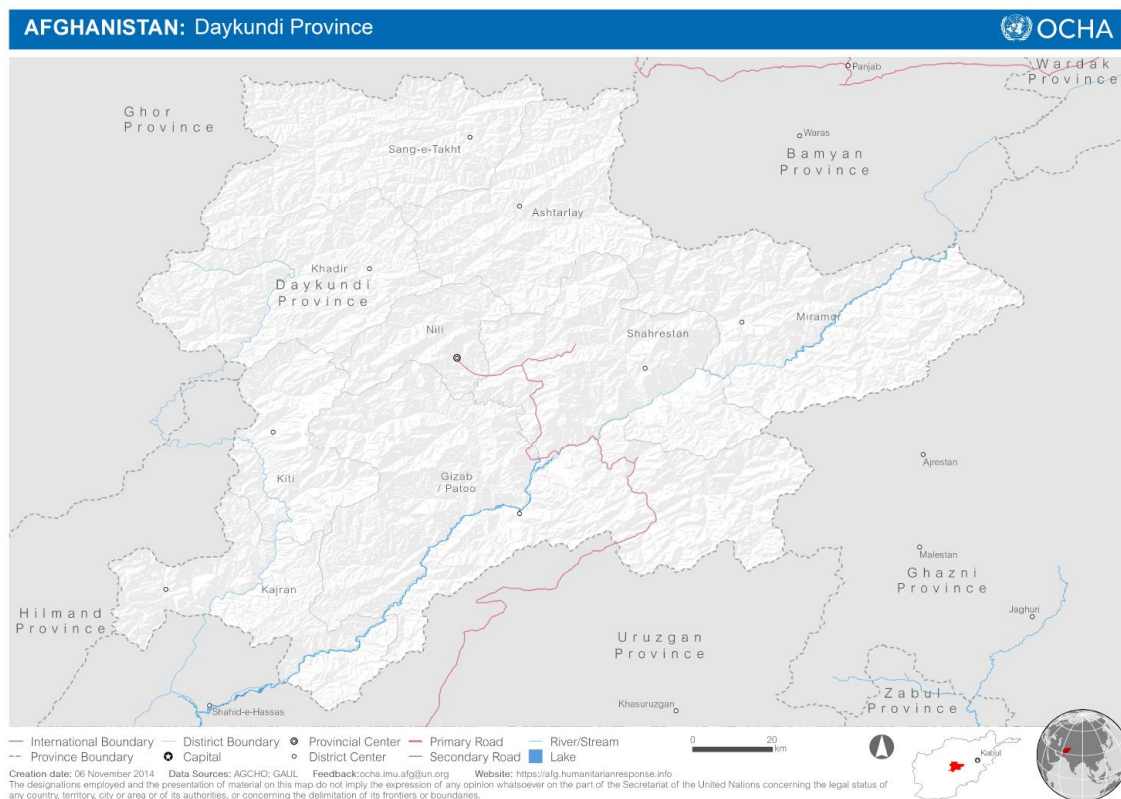 AFGHANISTAN: Daykundi Province
OCHA
Panjab
Wardak
Province
Ghor
Province
Waras
Sang-e-Takht
Bamyan
Province
Ashtarlay
Khadir
Daykundi
Province
Miramor
Nili
Shahrestan
Ajrestan
Gizab
/ Patoo
Kiti
Malestan
Ghazni
Province
Kajran
Hilmand
Province
Jaghuri
Uruzgan
Province
Zabul
Province
Shahid-e-Hassas
Khasuruzgan
International Boundary
District Boundary
Provincial Center
Primary Road
River/Stream
0
20
km
Province Boundary
Capital
District Center
Secondary Road
Lake
Kabul
Creation date: 06 November 2014 Data Sources: AGCHO; GAUL Feedback:ocha.imu.afg@un.org Website: https://afg.humanitarianresponse.info
The designations employed and the presentation of material on this map do not imply the expression of any opinion whatsoever on the part of the Secretariat of the United Nations concerning the legal status of
any country, territory, city or area or of its authorities, or concerning the delimitation of its frontiers or boundaries.